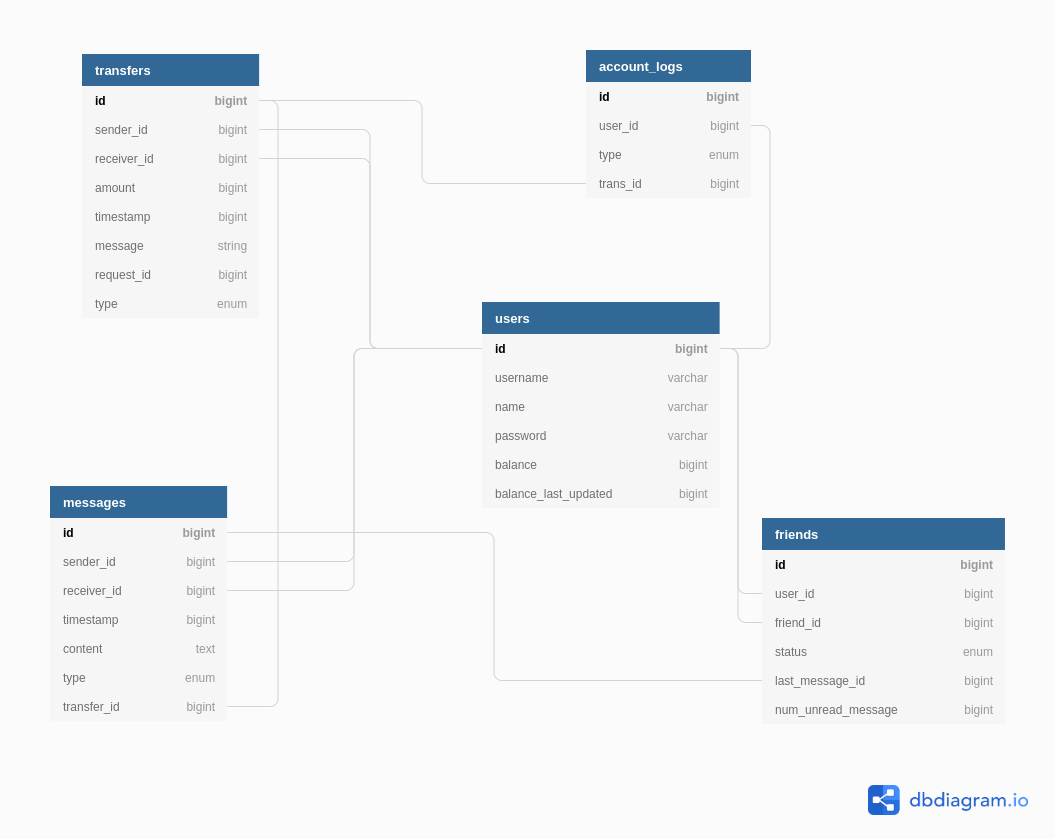 transfers
id bigint
sender_id bigint
receiver_id bigint
amount bigint
timestamp bigint
message string
request_id bigint
type enum
account_logs
id bigint
user_id bigint
type enum
trans_id bigint
users
id bigint
username varchar
name varchar
password varchar
balance bigint
balance_last_updated bigint
messages
id bigint
sender_id bigint
receiver_id bigint
timestamp bigint
content text
type enum
transfer_id bigint
friends
id bigint
user_id bigint
friend_id bigint
status enum
last_message_id bigint
num_unread_message bigint
dbdiagram.io